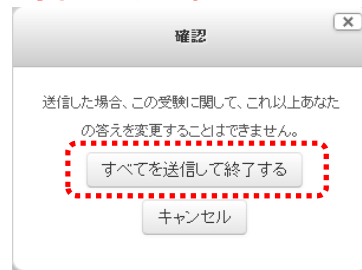 確認
送信した場合、この受験に関して、これ以上あなた
の答えを変更することはできません。
すべてを送信して終了する
キャンセル